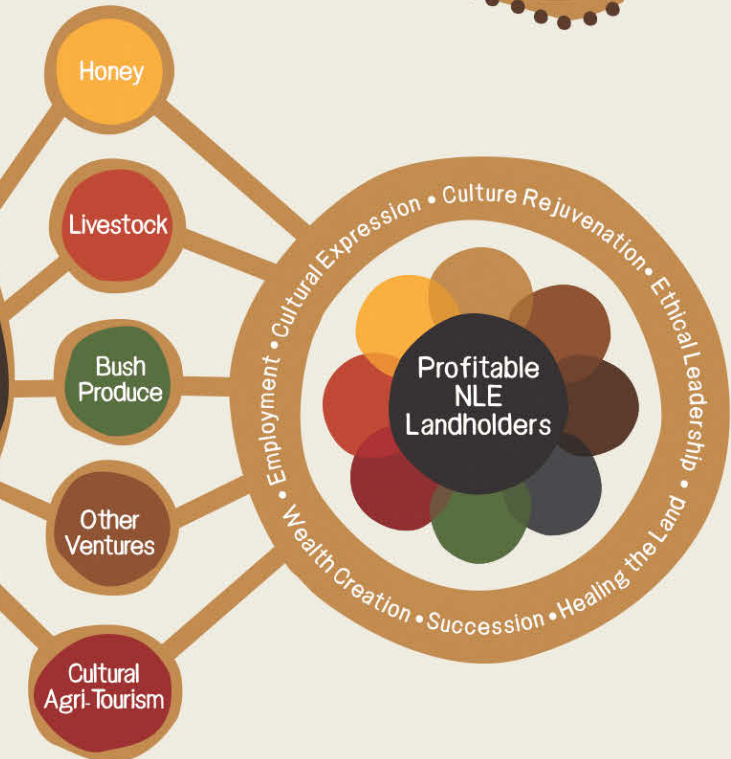 Honey
Livestock
Bush
Produce
Other
Ventures
Cultural
Agri-Tourism
Employment • Cultural Expression • Culture Rejuvenation • Ethical Leadership • Healing the Land • Succession • Wealth Creation •
Profitable
NLE
Landholders